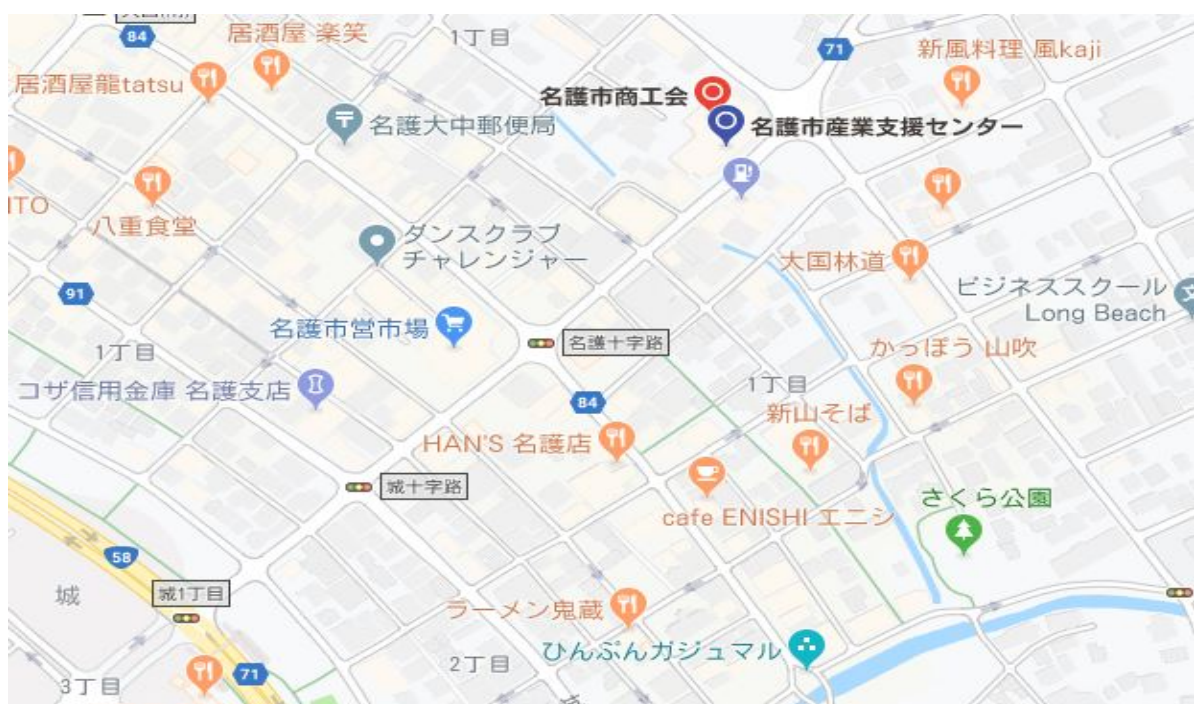 84
居酒屋 楽笑
1丁目
71
新風料理 風kaji
居酒屋龍tatsu
名護市商工会
名護大中郵便局
名護市産業支援センター
ITO
八重食堂
ダンスクラブ
チャレンジャー
大国林道
91
ビジネススクール
Long Beach
名護市営市場
名護十字路
1丁目
かっぽう 山吹
コザ信用金庫 名護支店
84
1丁目
新山そば
HAN'S 名護店
城十字路
cafe ENISHI エニシ
さくら公園
58
城
城1丁目
ラーメン鬼蔵
ひんぷんガジュマル
2丁目
71
3丁目